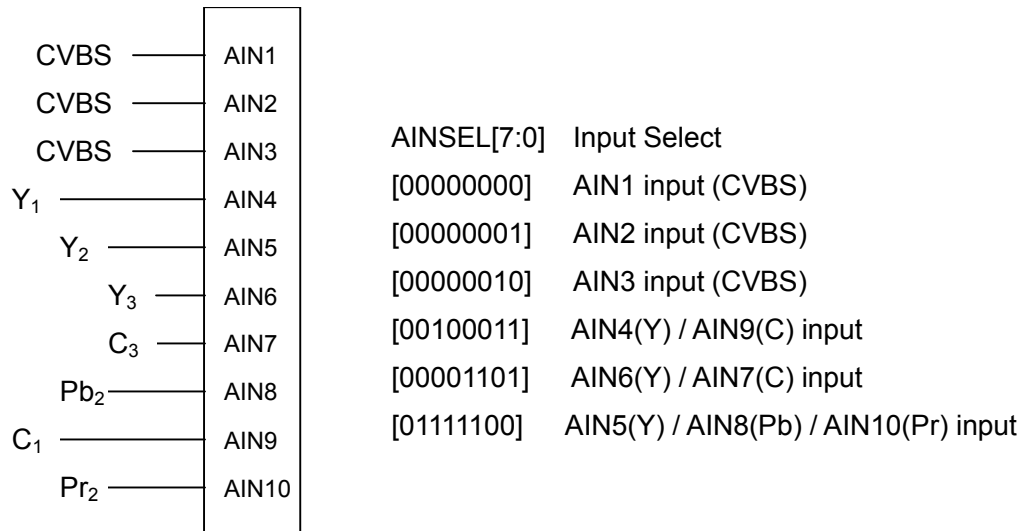 CVBS AIN1
CVBS AIN2
CVBS AIN3
Y₁ AIN4
Y₂ AIN5
Y₃ AIN6
C₃ AIN7
Pb₂ AIN8
C₁ AIN9
Pr₂ AIN10
AINSEL[7:0] Input Select
[00000000] AIN1 input (CVBS)
[00000001] AIN2 input (CVBS)
[00000010] AIN3 input (CVBS)
[00100011] AIN4(Y) / AIN9(C) input
[00001101] AIN6(Y) / AIN7(C) input
[01111100] AIN5(Y) / AIN8(Pb) / AIN10(Pr) input